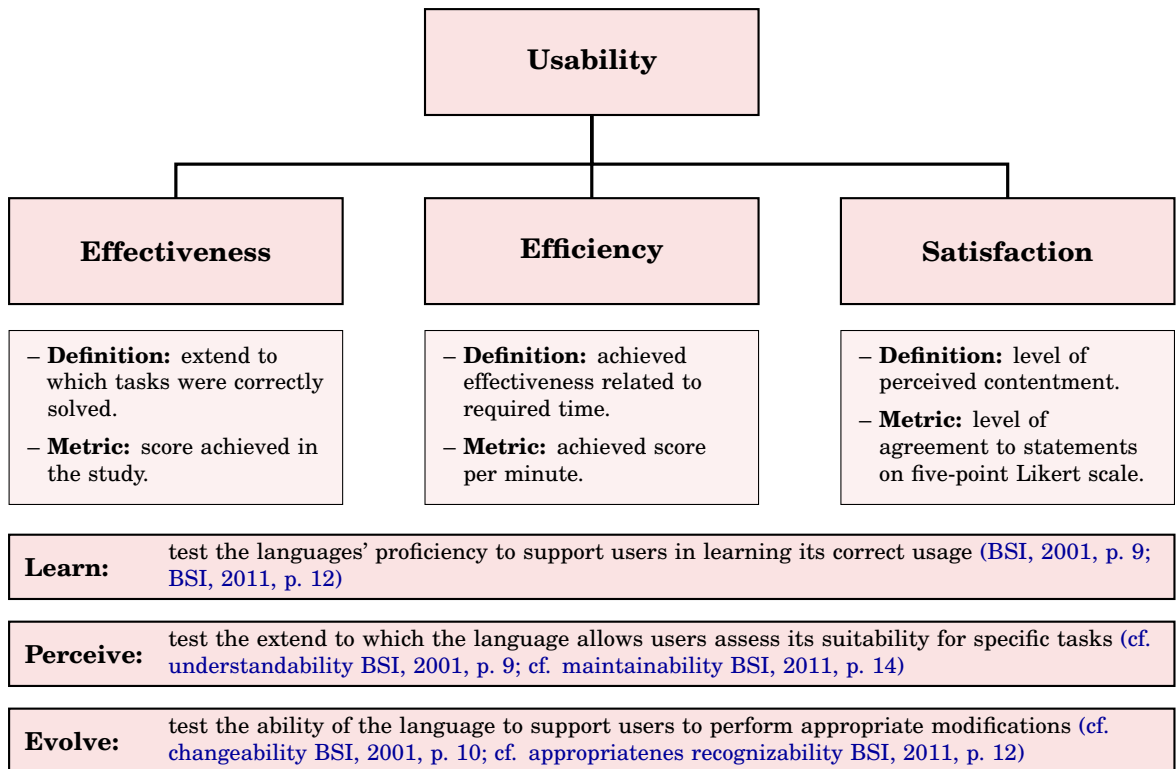 Usability
Effectiveness
Efficiency
Satisfaction
– Definition: extend to
which tasks were correctly
solved.
– Metric: score achieved in
the study.
– Definition: achieved
effectiveness related to
required time.
– Metric: achieved score
per minute.
– Definition: level of
perceived contentment.
– Metric: level of
agreement to statements
on five-point Likert scale.
Learn: test the languages’ proficiency to support users in learning its correct usage (BSI, 2001, p. 9;
BSI, 2011, p. 12)
Perceive: test the extend to which the language allows users assess its suitability for specific tasks (cf.
understandability BSI, 2001, p. 9; cf. maintainability BSI, 2011, p. 14)
Evolve: test the ability of the language to support users to perform appropriate modifications (cf.
changeability BSI, 2001, p. 10; cf. appropriatenes recognizability BSI, 2011, p. 12)